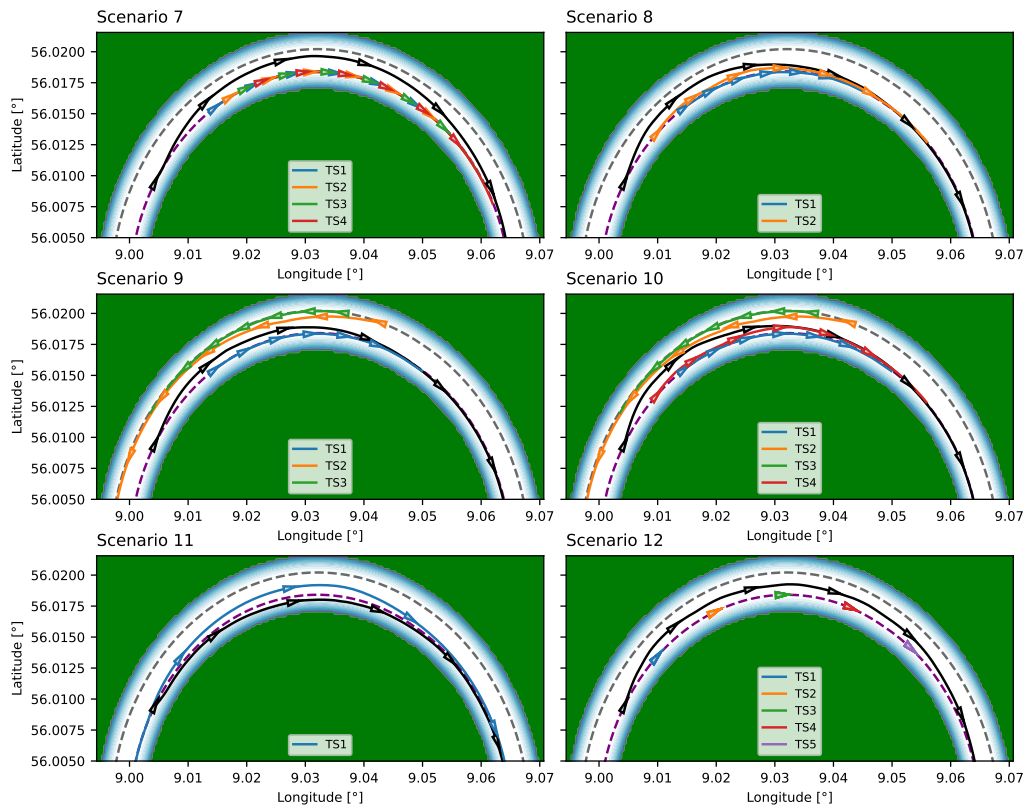 Scenario 7
Scenario 8
Latitude [°]
56.0200
56.0175
56.0150
56.0125
56.0100
56.0075
56.0050
TS1
TS2
TS3
TS4
TS1
TS2
9.00 9.01 9.02 9.03 9.04 9.05 9.06 9.07
9.00 9.01 9.02 9.03 9.04 9.05 9.06 9.07
Longitude [°]
Longitude [°]
Scenario 9
Scenario 10
Latitude [°]
56.0200
56.0175
56.0150
56.0125
56.0100
56.0075
56.0050
TS1
TS2
TS3
TS1
TS2
TS3
TS4
9.00 9.01 9.02 9.03 9.04 9.05 9.06 9.07
9.00 9.01 9.02 9.03 9.04 9.05 9.06 9.07
Longitude [°]
Longitude [°]
Scenario 11
Scenario 12
Latitude [°]
56.0200
56.0175
56.0150
56.0125
56.0100
56.0075
56.0050
TS1
TS1
TS2
TS3
TS4
TS5
9.00 9.01 9.02 9.03 9.04 9.05 9.06 9.07
9.00 9.01 9.02 9.03 9.04 9.05 9.06 9.07
Longitude [°]
Longitude [°]